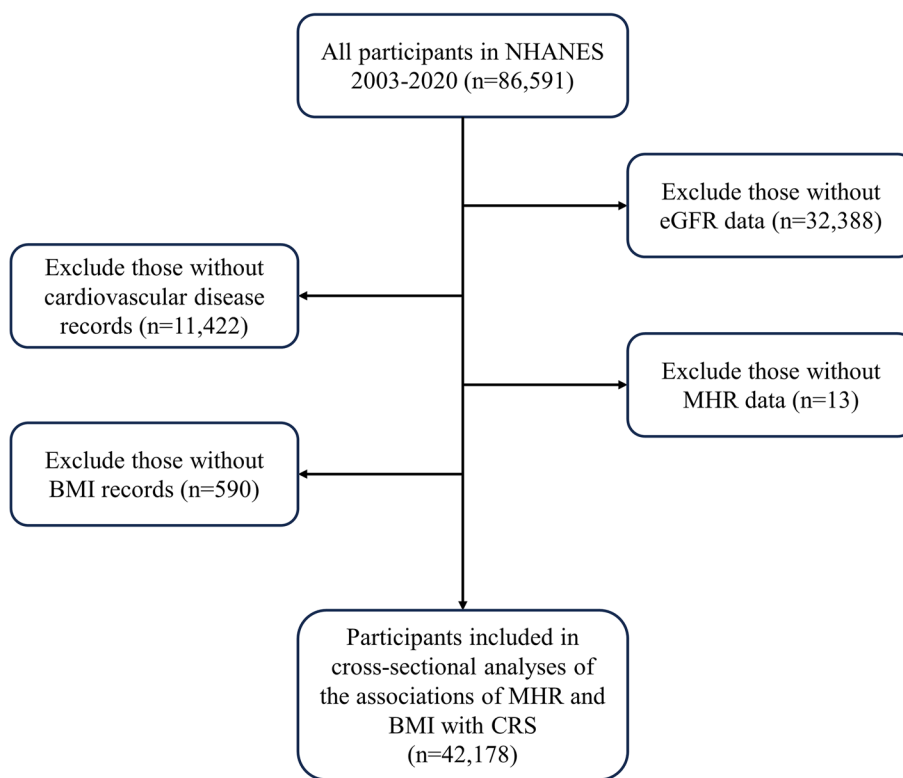 All participants in NHANES
2003-2020 (n=86,591)
Exclude those without
eGFR data (n=32,388)
Exclude those without
cardiovascular disease
records (n=11,422)
Exclude those without
MHR data (n=13)
Exclude those without
BMI records (n=590)
Participants included in
cross-sectional analyses of
the associations of MHR and
BMI with CRS
(n=42,178)